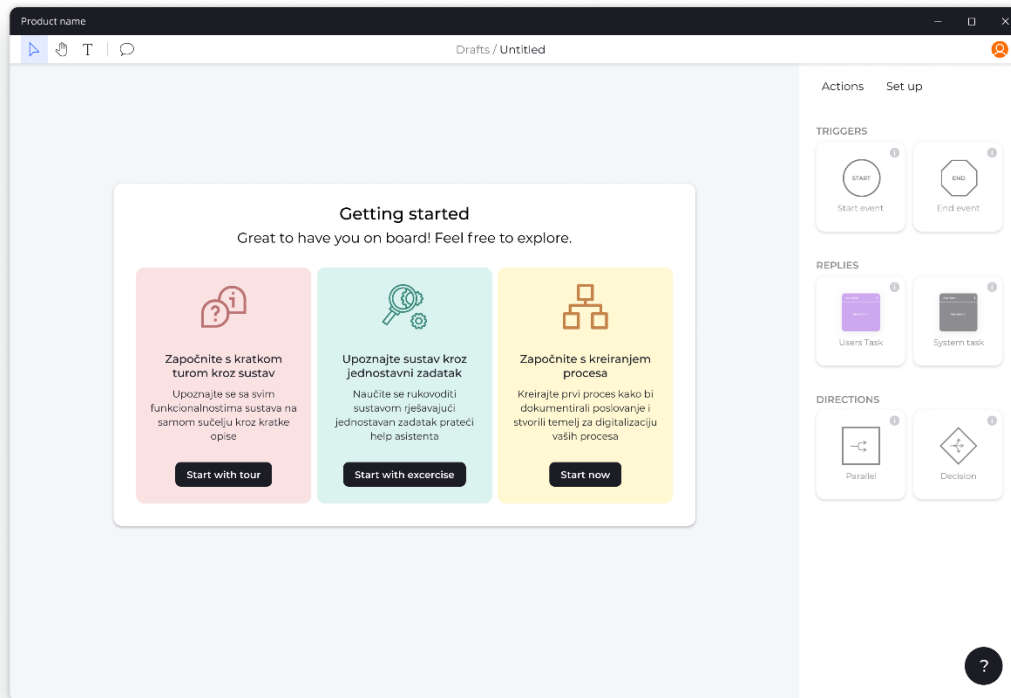 Product name
T
Drafts / Untitled
Actions Set up
TRIGGERS
START
Start event
END
End event
REPLIES
Users Task
System task
DIRECTIONS
Parallel
Decision
Getting started
Great to have you on board! Feel free to explore.
Započnite s kratkom
turom kroz sustav
Upoznajte se sa svim
funkcionalnostima sustava na
samom sučelju kroz kratke
opise
Start with tour
Upoznajte sustav kroz
jednostavni zadatak
Naučite se rukovoditi
sustavom rješavajući
jednostavan zadatak prateći
help asistenta
Start with excercise
Započnite s kreiranjem
procesa
Kreirajte prvi proces kako bi
dokumentirali poslovanje i
stvorili temelj za digitalizaciju
vaših procesa
Start now
?